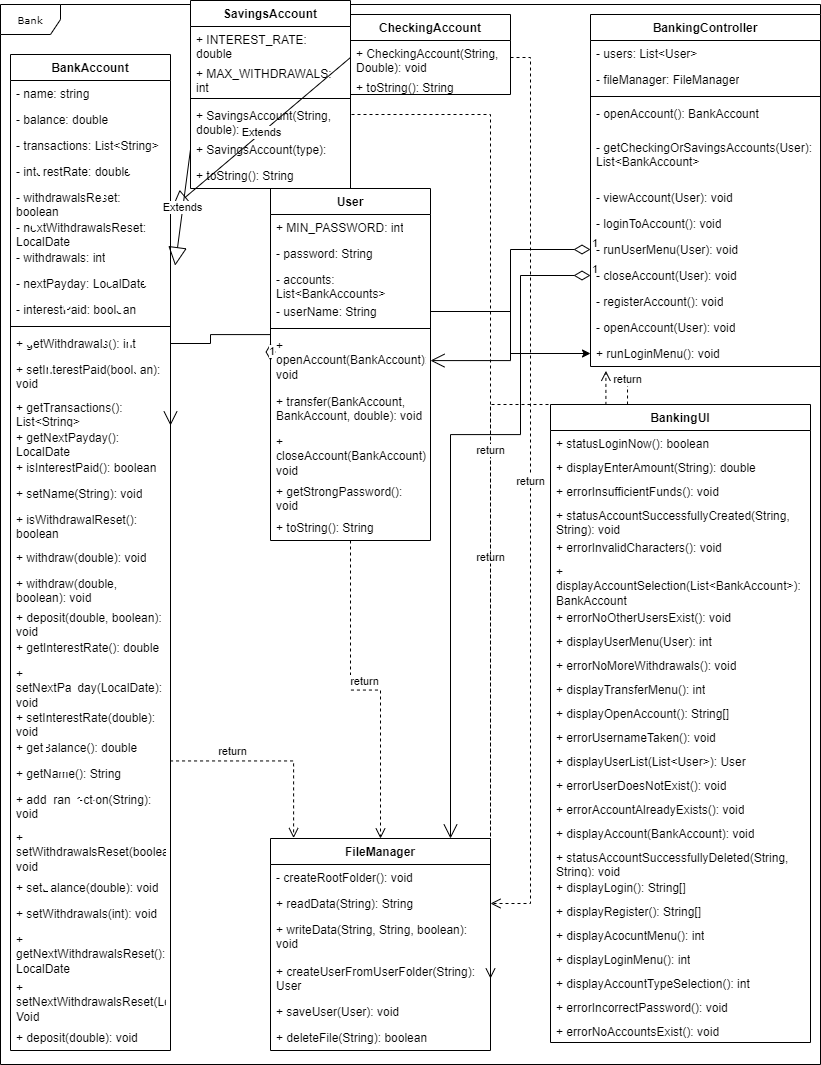 Bank
SavingsAccount
+ INTEREST_RATE:
double
+ MAX_WITHDRAWALS:
int
+ SavingsAccount(String,
double):
+ SavingsAccount(type):
+ toString(): String
Extends
Extends
CheckingAccount
+ CheckingAccount(String,
Double): void
+ toString(): String
BankingController
- users: List<User>
- fileManager: FileManager
- openAccount(): BankAccount
- getCheckingOrSavingsAccounts(User):
List<BankAccount>
- viewAccount(User): void
- loginToAccount(): void
- runUserMenu(User): void
- closeAccount(User): void
- registerAccount(): void
- openAccount(User): void
+ runLoginMenu(): void
1
1
return
BankAccount
- name: string
- balance: double
- transactions: List<String>
- interestRate: double
- withdrawalsReset:
boolean
- nextWithdrawalsReset:
LocalDate
- withdrawals: int
- nextPayday: LocalDate
- interestPaid: boolean
+ getWithdrawals(): int
+ setInterestPaid(boolean):
void
+ getTransactions():
List<String>
+ getNextPayday():
LocalDate
+ isInterestPaid(): boolean
+ setName(String): void
+ isWithdrawalReset():
boolean
+ withdraw(double): void
+ withdraw(double,
boolean): void
+ deposit(double, boolean):
void
+ getInterestRate(): double
+
setNextPayday(LocalDate):
void
+ setInterestRate(double):
void
+ getBalance(): double
+ getName(): String
+ addTransaction(String):
void
+
setWithdrawalsReset(boolea
void
+ setBalance(double): void
+ setWithdrawals(int): void
+
getNextWithdrawalsReset():
LocalDate
+
setNextWithdrawalsReset(Lo
Void
+ deposit(double): void
User
+ MIN_PASSWORD: int
- password: String
- accounts:
List<BankAccounts>
- userName: String
+
openAccount(BankAccount)
void
+ transfer(BankAccount,
BankAccount, double): void
+
closeAccount(BankAccount)
void
+ getStrongPassword():
void
+ toString(): String
1
return
return
return
return
return
FileManager
- createRootFolder(): void
+ readData(String): String
+ writeData(String, String, boolean):
void
+ createUserFromUserFolder(String):
User
+ saveUser(User): void
+ deleteFile(String): boolean
BankingUI
+ statusLoginNow(): boolean
+ displayEnterAmount(String): double
+ errorInsufficientFunds(): void
+ statusAccountSuccessfullyCreated(String,
String): void
+ errorInvalidCharacters(): void
+
displayAccountSelection(List<BankAccount>):
BankAccount
+ errorNoOtherUsersExist(): void
+ displayUserMenu(User): int
+ errorNoMoreWithdrawals(): void
+ displayTransferMenu(): int
+ displayOpenAccount(): String[]
+ errorUsernameTaken(): void
+ displayUserList(List<User>): User
+ errorUserDoesNotExist(): void
+ errorAccountAlreadyExists(): void
+ displayAccount(BankAccount): void
+ statusAccountSuccessfullyDeleted(String,
String): void
+ displayLogin(): String[]
+ displayRegister(): String[]
+ displayAcocuntMenu(): int
+ displayLoginMenu(): int
+ displayAccountTypeSelection(): int
+ errorIncorrectPassword(): void
+ errorNoAccountsExist(): void